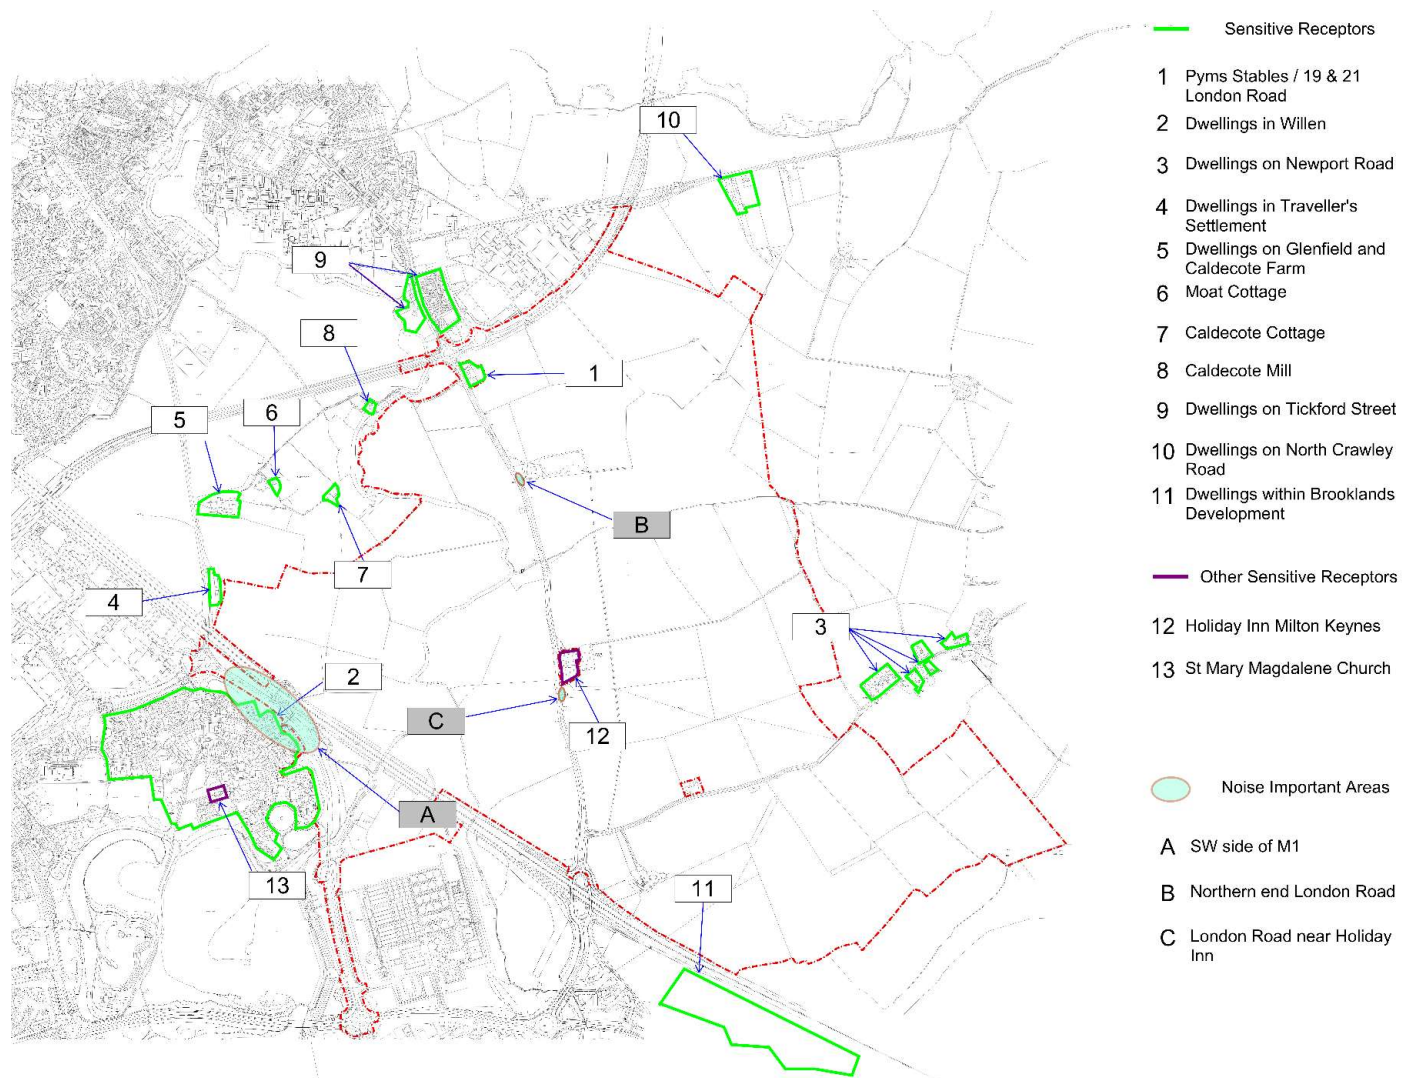 Sensitive Receptors
1 Pyms Stables / 19 & 21
London Road
2 Dwellings in Willen
3 Dwellings on Newport Road
4 Dwellings in Traveller's
Settlement
5 Dwellings on Glenfield and
Caldecote Farm
6 Moat Cottage
7 Caldecote Cottage
8 Caldecote Mill
9 Dwellings on Tickford Street
10 Dwellings on North Crawley
Road
11 Dwellings within Brooklands
Development
Other Sensitive Receptors
12 Holiday Inn Milton Keynes
13 St Mary Magdalene Church
Noise Important Areas
A SW side of M1
B Northern end London Road
C London Road near Holiday
Inn
10
9
8
1
5
6
B
7
4
3
2
C
12
A
13
11